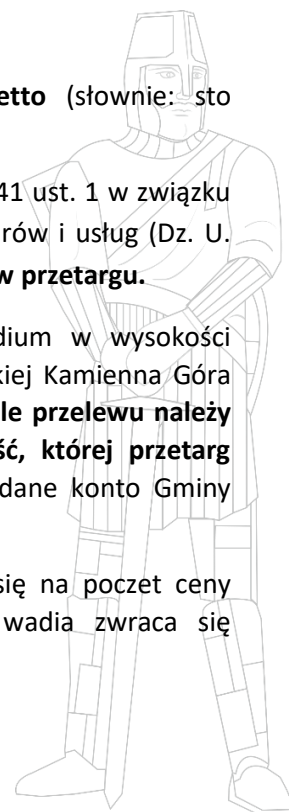 etto (słownie: sto
41 ust. 1 w związku
rów i usług (Dz. U.
w przetargu.
dium w wysokości
kiej Kamienna Góra
le przelewu należy
ść, której przetarg
dane konto Gminy
się na poczet ceny
wadia zwraca się